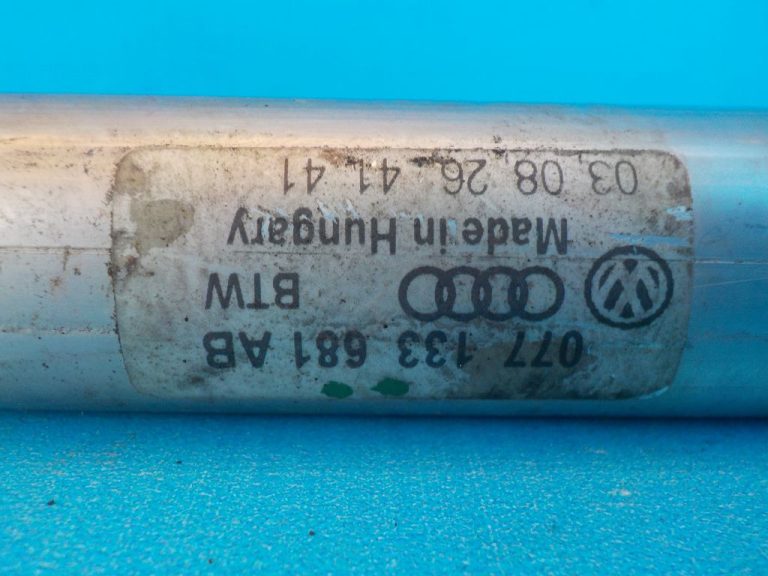 077 133 681 AB
BTW
Made in Hungary
03 08 26 41 41